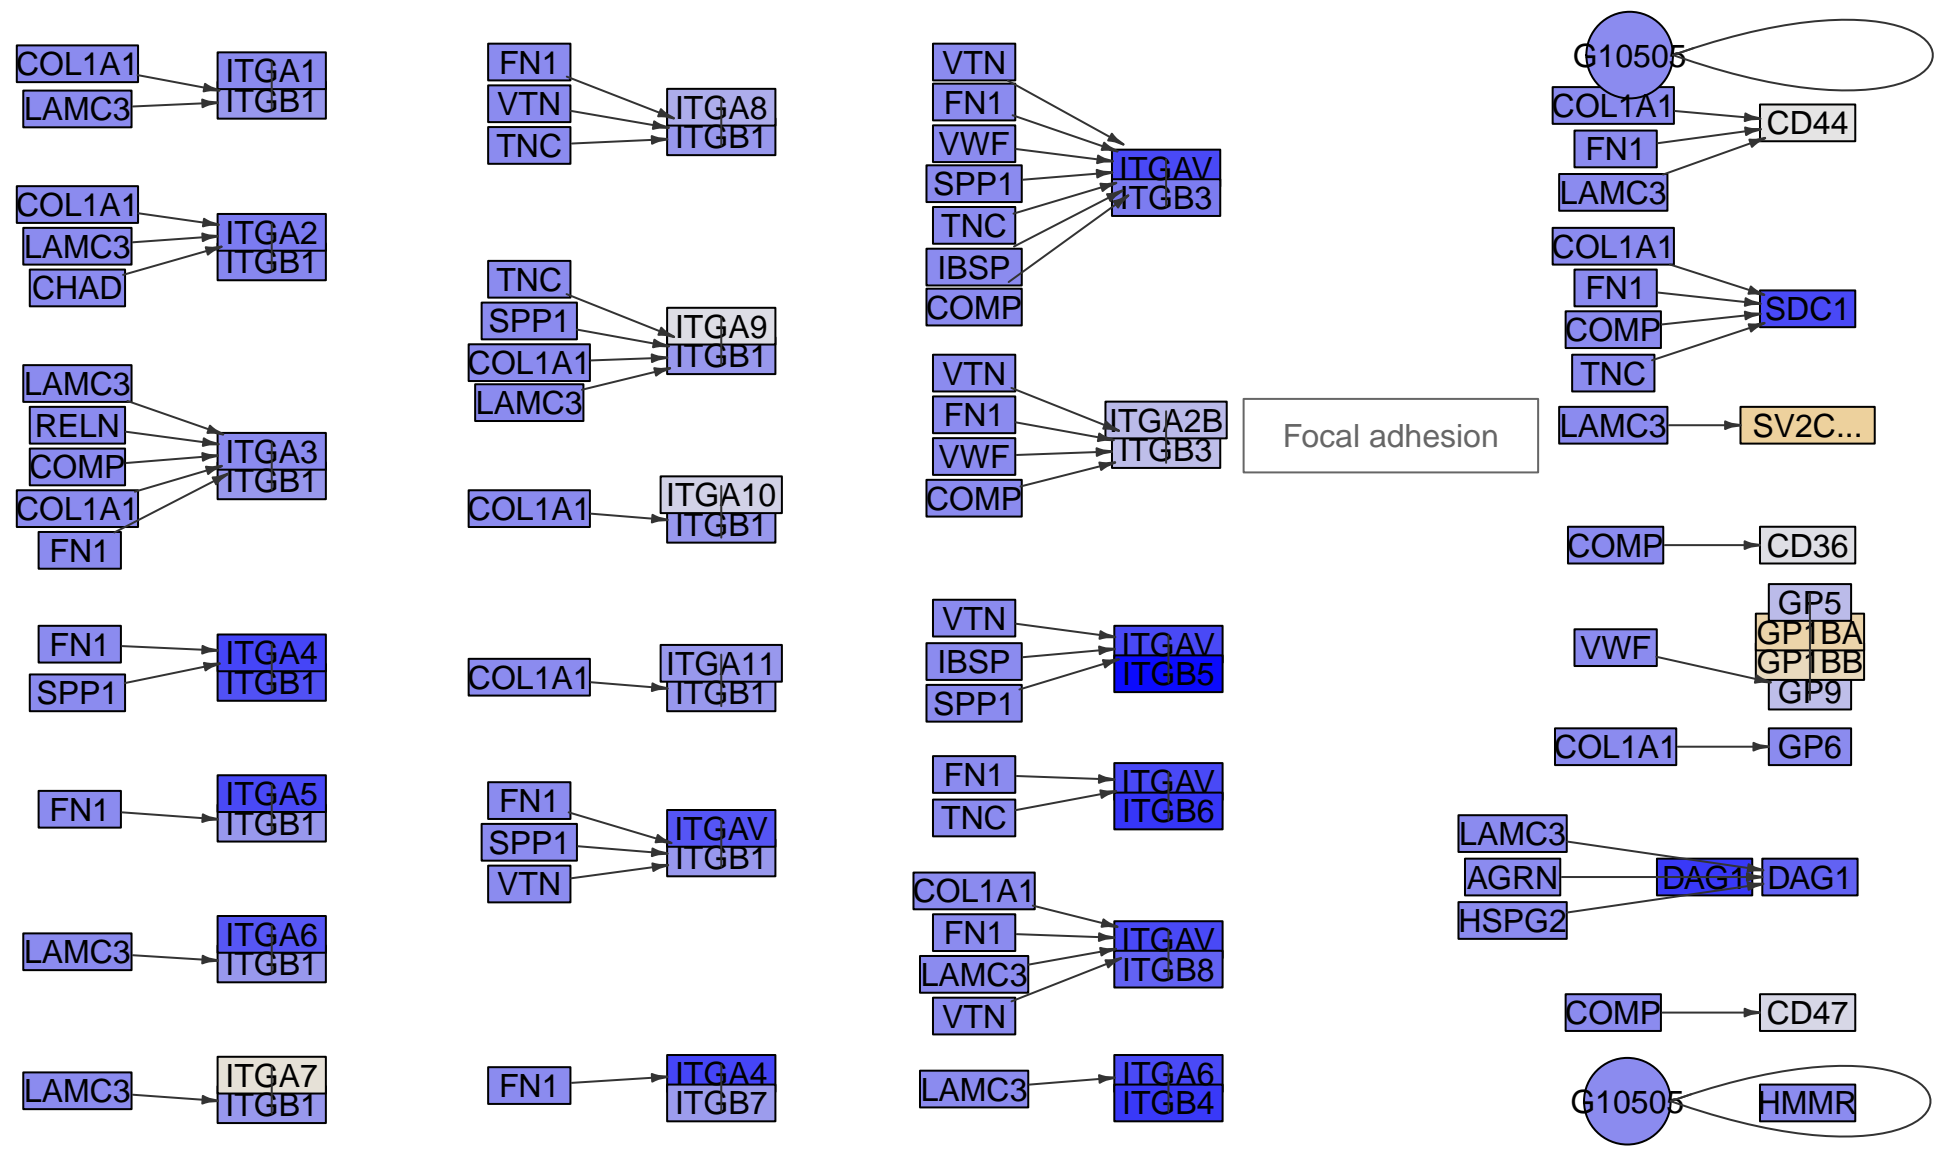 COL1A1
LAMC3
ITGA1
ITGB1
COL1A1
LAMC3
CHAD
ITGA2
ITGB1
LAMC3
RELN
COMP
COL1A1
FN1
ITGA3
ITGB1
FN1
SPP1
ITGA4
ITGB1
FN1
ITGA5
ITGB1
LAMC3
ITGA6
ITGB1
LAMC3
ITGA7
ITGB1
FN1
VTN
TNC
ITGA8
ITGB1
TNC
SPP1
COL1A1
LAMC3
ITGA9
ITGB1
COL1A1
ITGA10
ITGB1
COL1A1
ITGA11
ITGB1
FN1
SPP1
VTN
ITGAV
ITGB1
FN1
ITGA4
ITGB7
VTN
FN1
VWF
SPP1
TNC
IBSP
COMP
ITGAV
ITGB3
VTN
FN1
VWF
COMP
ITGA2B
ITGB3
Focal adhesion
VTN
IBSP
SPP1
ITGAV
ITGB5
FN1
TNC
ITGAV
ITGB6
COL1A1
FN1
LAMC3
VTN
ITGAV
ITGB8
LAMC3
ITGA6
ITGB4
G10505
COL1A1
FN1
LAMC3
CD44
COL1A1
FN1
COMP
TNC
SDC1
LAMC3
SV2C...
COMP
CD36
VWF
GP5
GP1BA
GP1BB
GP9
COL1A1
GP6
LAMC3
AGRN
HSPG2
DAG1
DAG1
COMP
CD47
G10505
HMMR